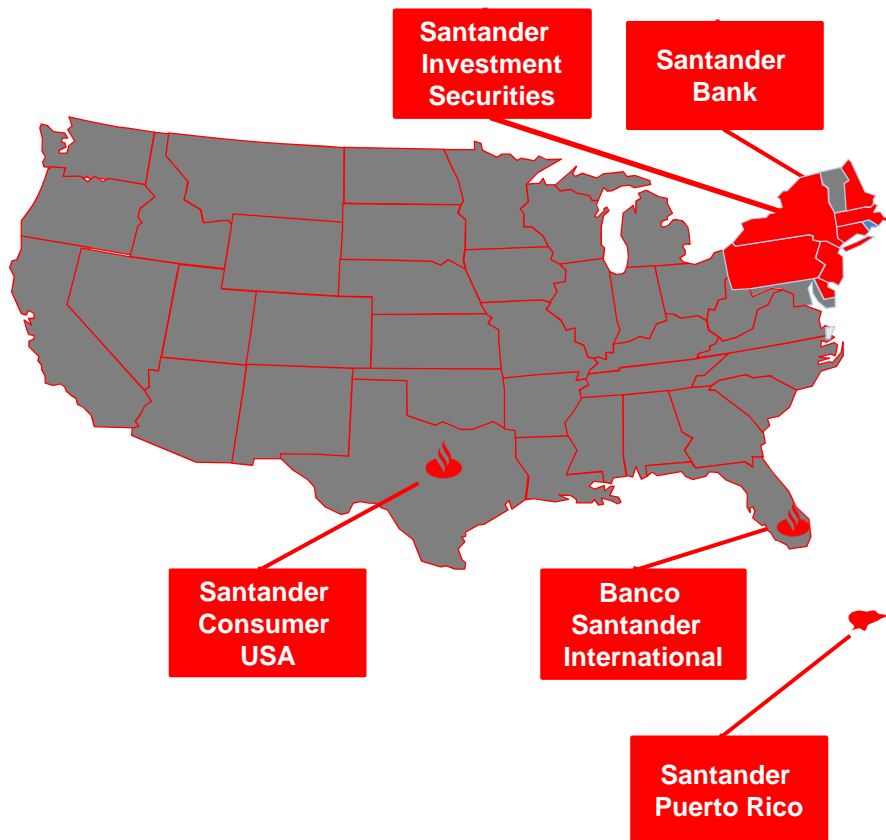 Santander
Investment
Securities
Santander
Bank
Santander
Consumer
USA
Banco
Santander
International
Santander
Puerto Rico